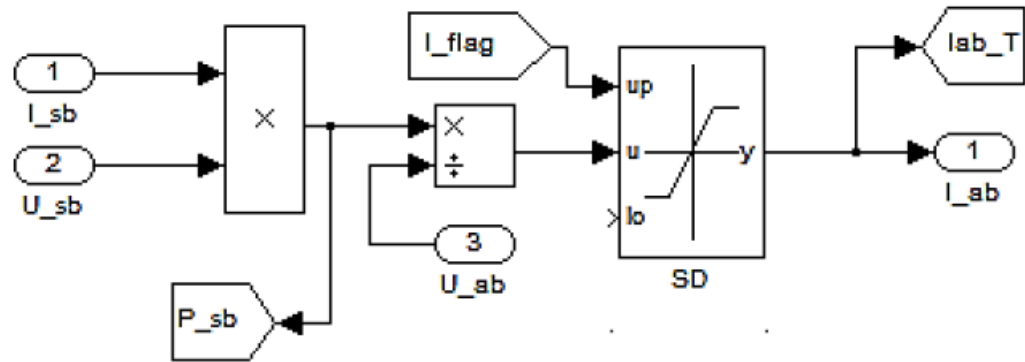 1
I_sb
2
U_sb
×
P_sb
I_flag
×
÷
3
U_ab
up
u
lo
y
SD
Iab_T
1
I_ab